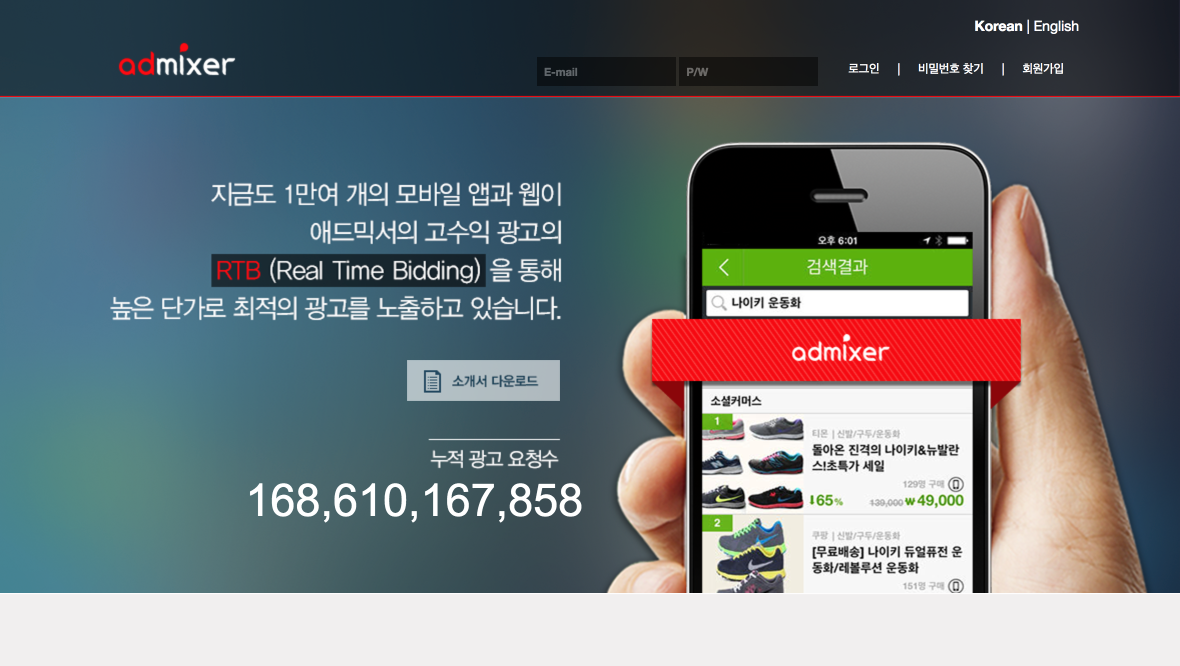 Korean | English
admixer
E-mail
P/W
로그인 | 비밀번호 찾기 | 회원가입
지금도 1만여 개의 모바일 앱과 웹이
애드믹서의 고수익 광고의
RTB (Real Time Bidding) 을 통해
높은 단가로 최적의 광고를 노출하고 있습니다.
소개서 다운로드
누적 광고 요청수
168,610,167,858
오후 6:01
검색결과
나이키 운동화
admixer
소셜커머스
1
티몬 | 신발/구두/운동화
돌아온 진격의 나이키&뉴발란
스!초특가 세일
129명 구매
65% 139,000 ₩49,000
2
쿠팡 | 신발/구두/운동화
[무료배송] 나이키 듀얼퓨전 운
동화/레볼루션 운동화
151명 구매